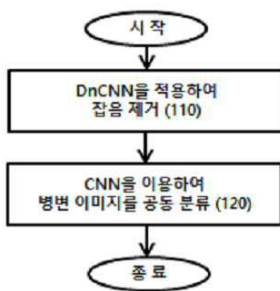 시 작
DnCNN을 적용하여
잡음 제거 (110)
CNN을 이용하여
병변 이미지를 공동 분류 (120)
종 료